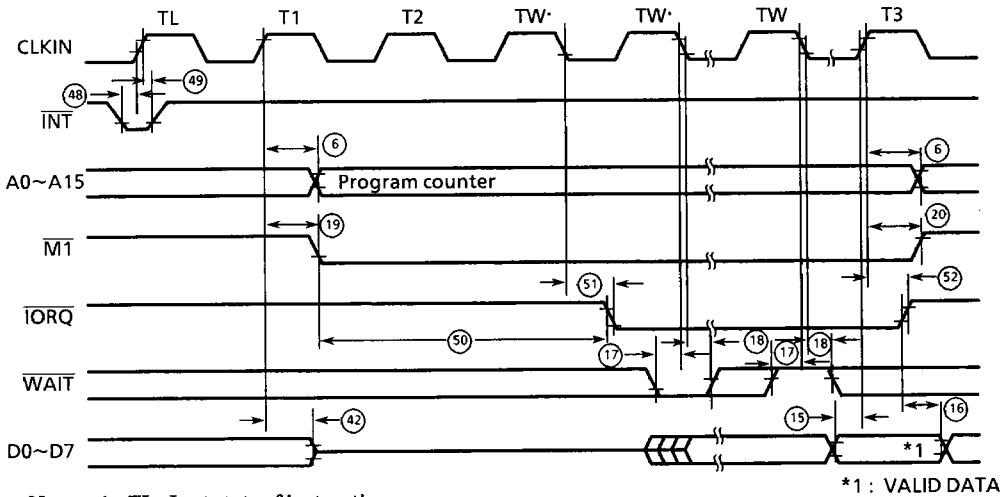 TL T1 T2 TW* TW* TW T3
CLKIN
49
48
INT
6 6
A0~A15 Program counter
19 20
M1
51 52
IORQ
50
17 18 17 18
WAIT
42 15 16
D0~D7 *1
*1 : VALID DATA